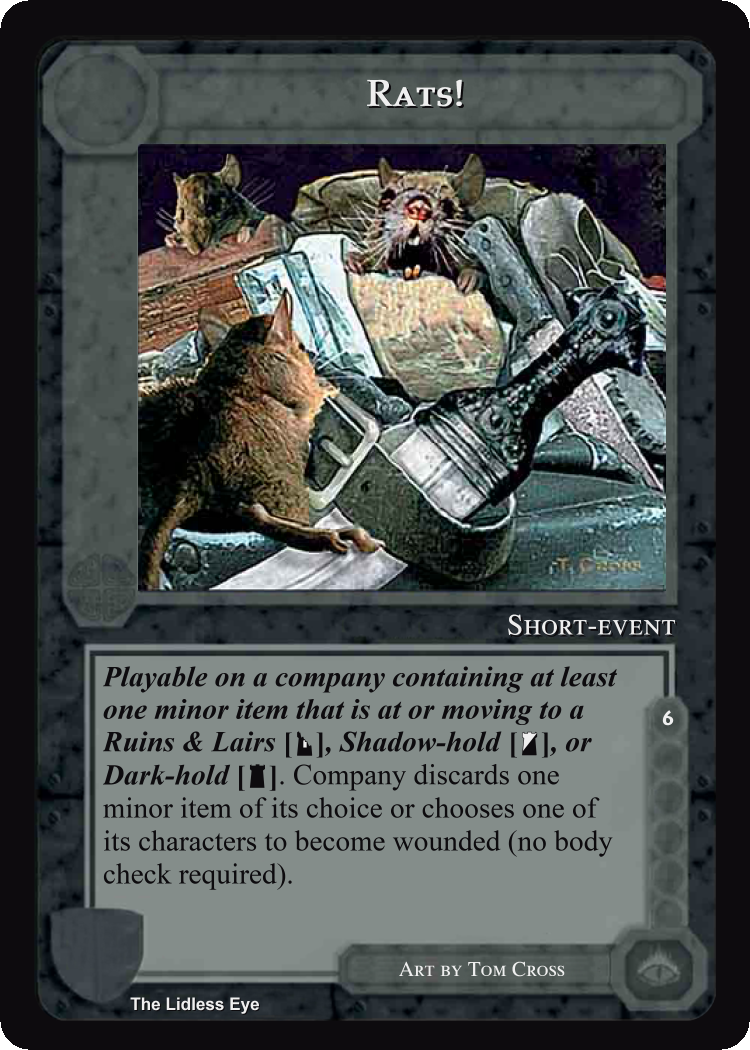 Rats!
T. Cross
Short-event
Playable on a company containing at least
one minor item that is at or moving to a
Ruins & Lairs [], Shadow-hold [], or
Dark-hold []. Company discards one
minor item of its choice or chooses one of
its characters to become wounded (no body
check required).
6
Art by Tom Cross
The Lidless Eye